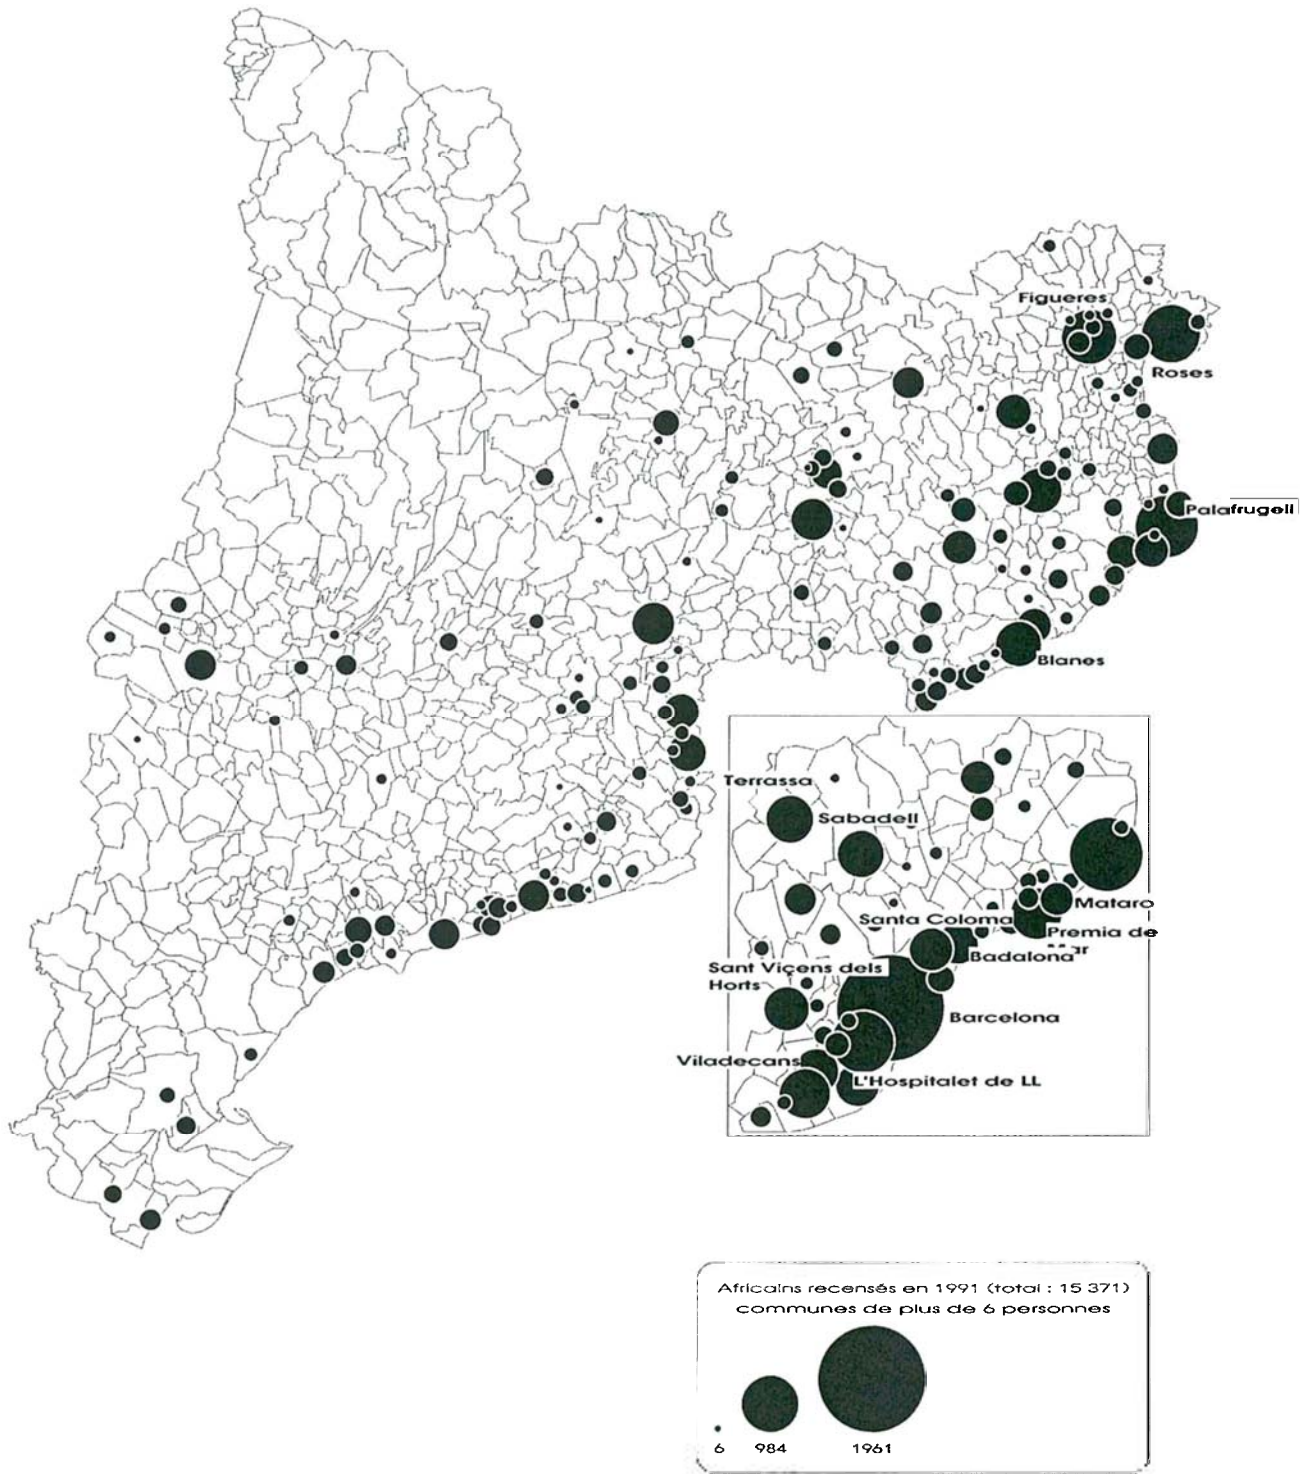 Figueres
Roses
Palafrugell
Blanes
Terrassa
Sabadell
Mataro
Santa Coloma
Premia de
Badalona
Sant Viçens dels
Horts
Barcelona
Viladecans
L'Hospitalet de LL
Africains recensés en 1991 (total : 15 371)
communes de plus de 6 personnes
6 984 1961